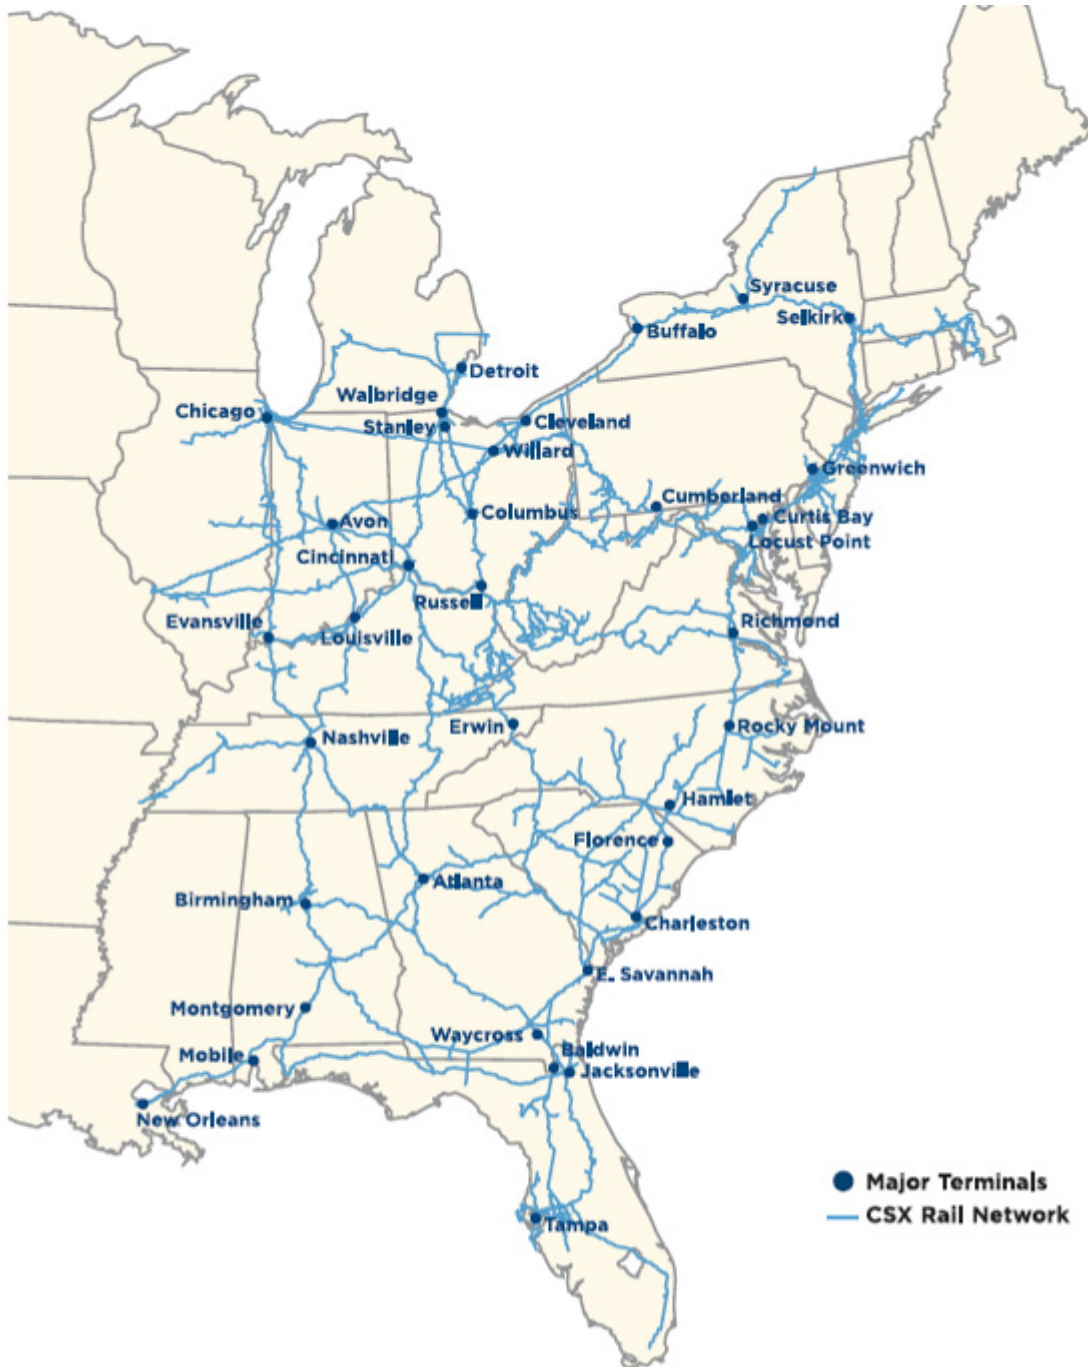 Syracuse
Selkirk
Buffalo
Detroit
Walbridge
Chicago
Stanley
Cleveland
Willard
Greenwich
Cumberland
Columbus
Curtis Bay
Avon
Locust Point
Cincinnati
Russell
Evansville
Richmond
Louisville
Erwin
Rocky Mount
Nashville
Hamlet
Florence
Atlanta
Birmingham
Charleston
E. Savannah
Montgomery
Waycross
Baldwin
Mobile
Jacksonville
New Orleans
Tampa
Major Terminals
CSX Rail Network